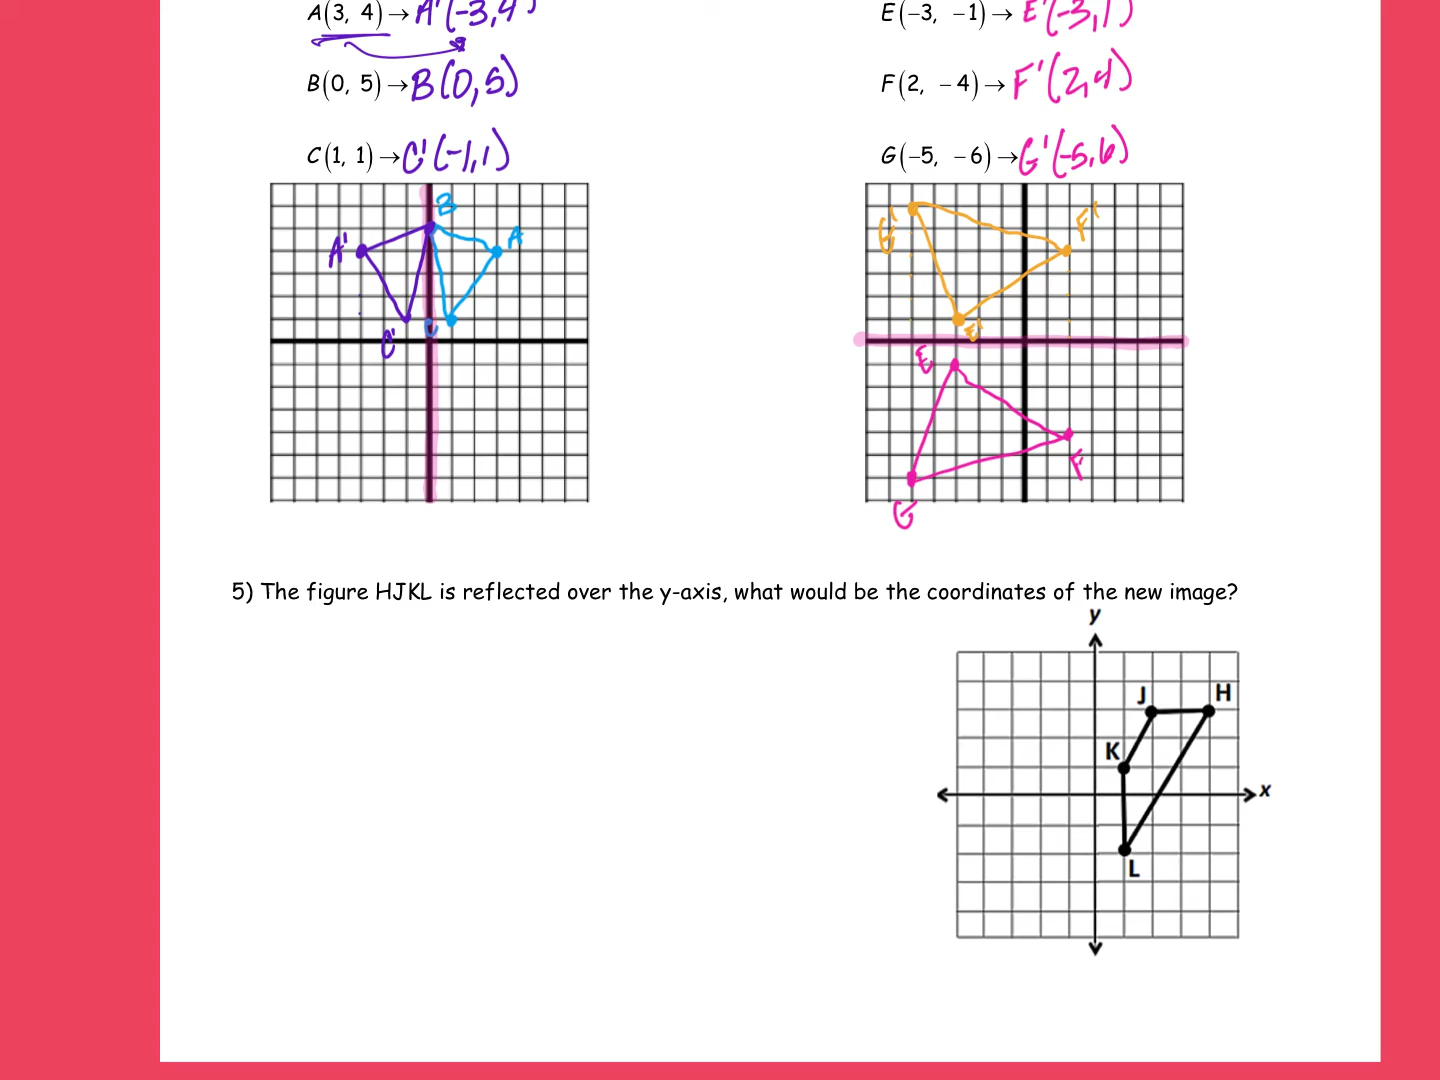 A(3, 4) → A'(-3,4)
B(0, 5) → B(0,5)
C(1, 1) → C'(-1,1)
B
A
A'
C
C'
E(-3, -1) → E'(-3,1)
F(2, -4) → F'(2,4)
G(-5, -6) → G'(-5,6)
G'
F'
E'
E
F
G
5) The figure HJKL is reflected over the y-axis, what would be the coordinates of the new image?
y
J H
K
x
L